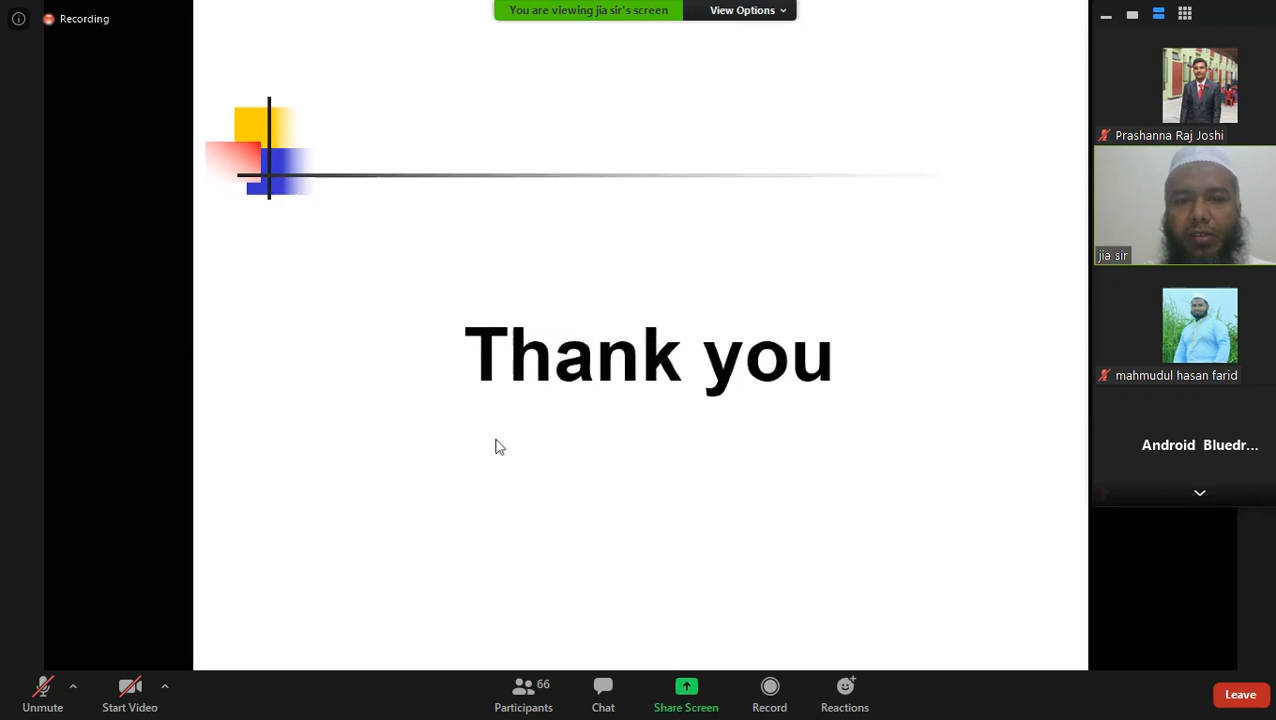 Recording
You are viewing jia sir's screen
View Options
Prashanna Raj Joshi
jia sir
mahmudul hasan farid
Android Bluedr...
Thank you
Unmute
Start Video
66
Participants
Chat
Share Screen
Record
Reactions
Leave